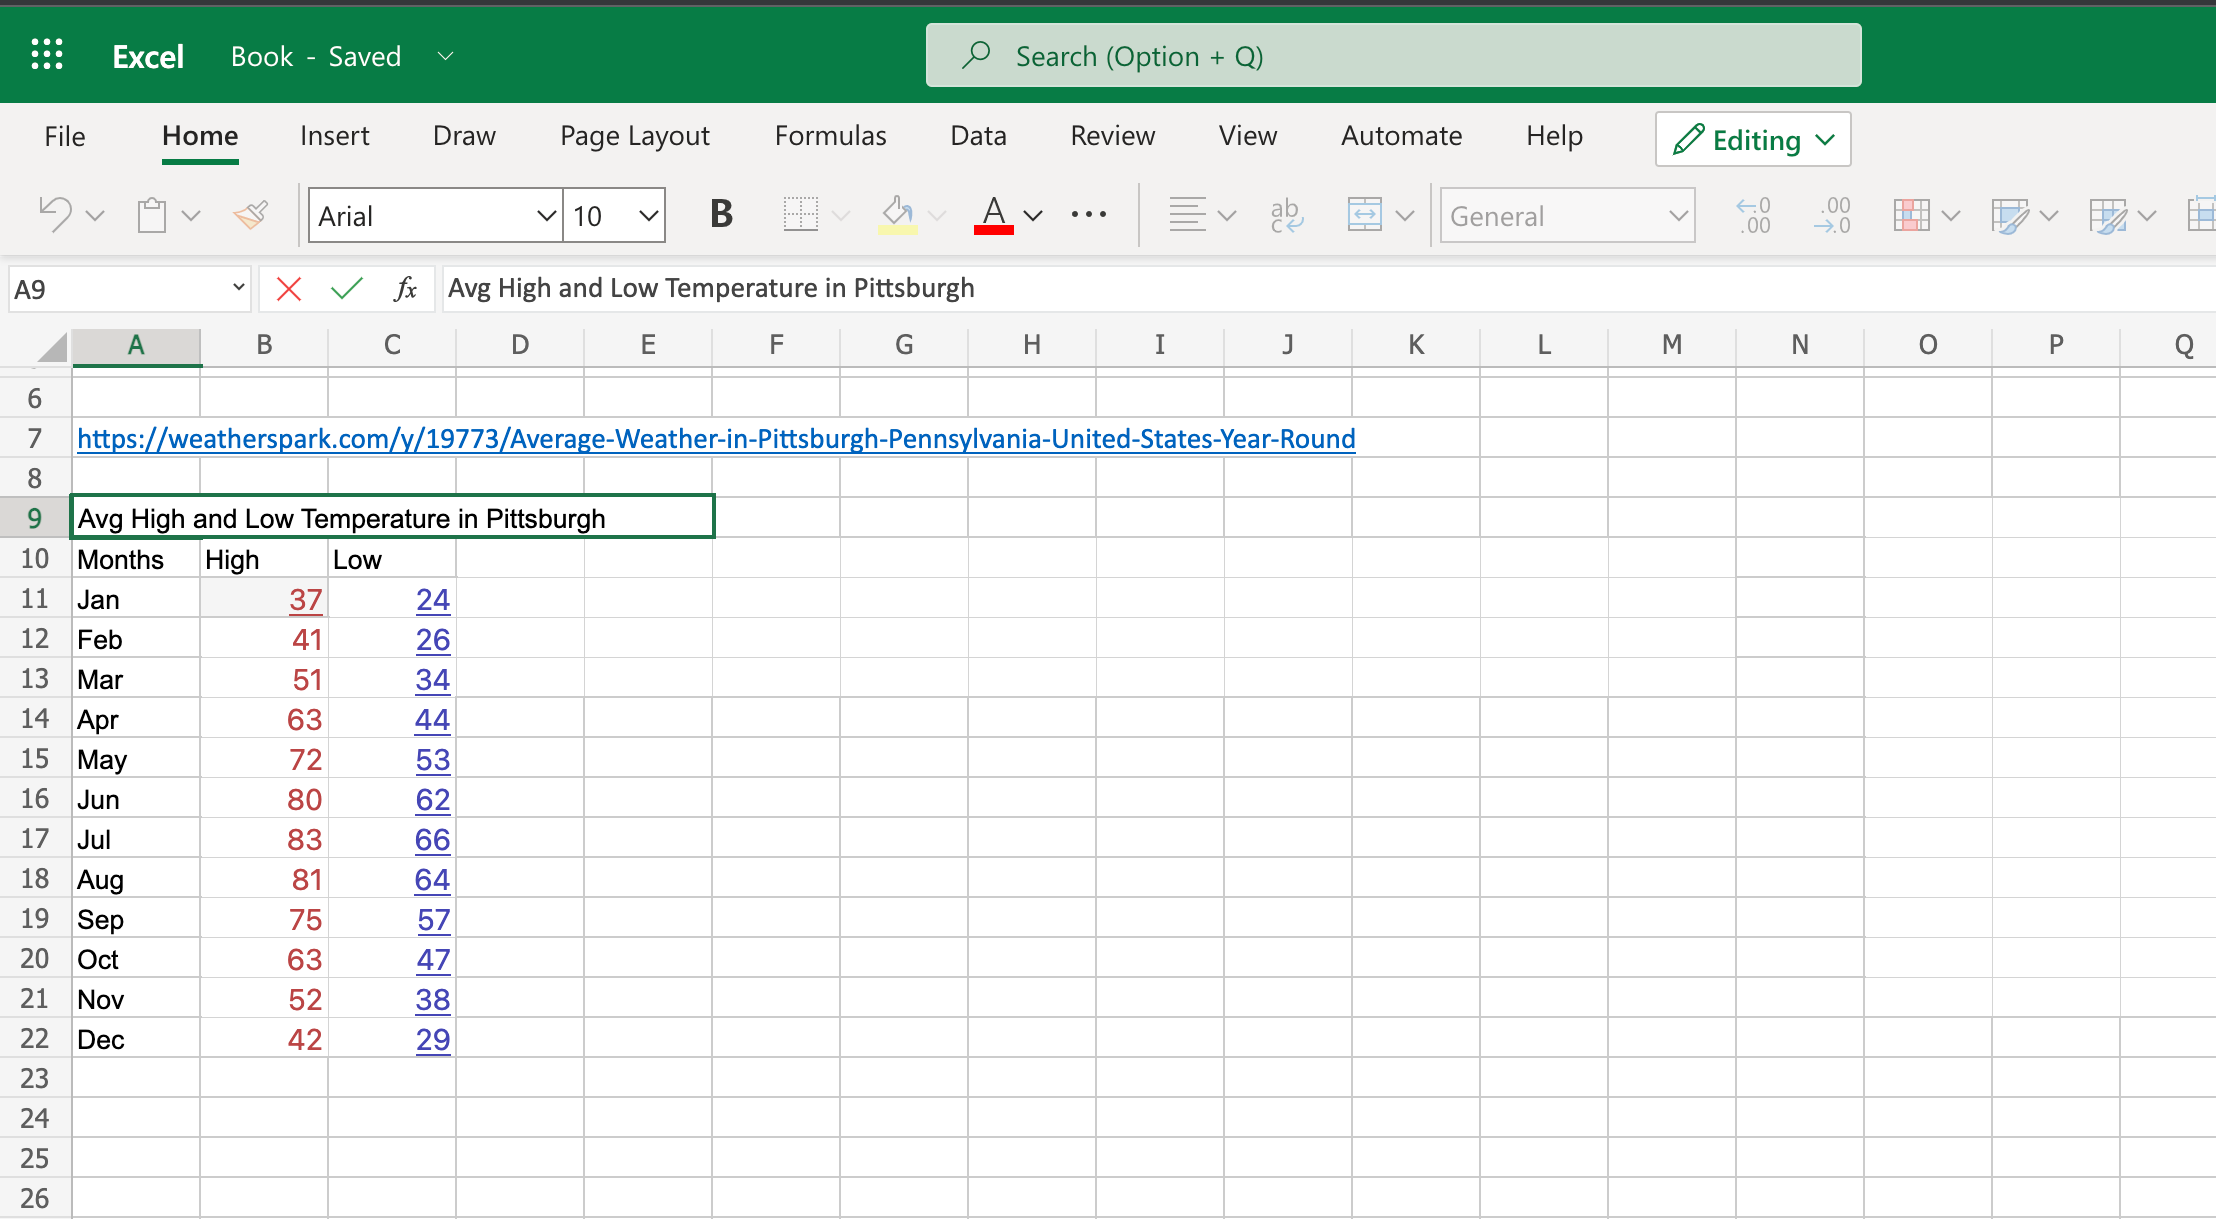 Excel Book - Saved Search (Option + Q)
File Home Insert Draw Page Layout Formulas Data Review View Automate Help Editing
Arial 10 B A ... ab c General .0 .00 .00 .0
A9 fx Avg High and Low Temperature in Pittsburgh
A B C D E F G H I J K L M N O P Q
6
7 https://weatherspark.com/y/19773/Average-Weather-in-Pittsburgh-Pennsylvania-United-States-Year-Round
8
9 Avg High and Low Temperature in Pittsburgh
10 Months High Low
11 Jan 37 24
12 Feb 41 26
13 Mar 51 34
14 Apr 63 44
15 May 72 53
16 Jun 80 62
17 Jul 83 66
18 Aug 81 64
19 Sep 75 57
20 Oct 63 47
21 Nov 52 38
22 Dec 42 29
23
24
25
26